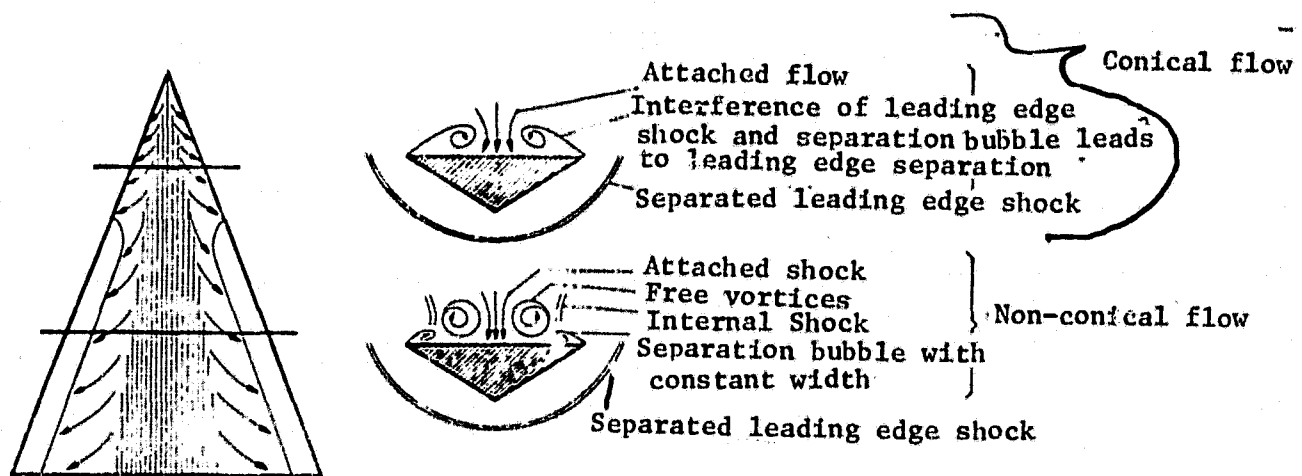 Attached flow
Interference of leading edge
shock and separation bubble leads
to leading edge separation
Separated leading edge shock
Conical flow
Attached shock
Free vortices
Internal Shock
Separation bubble with
constant width
Separated leading edge shock
Non-conical flow